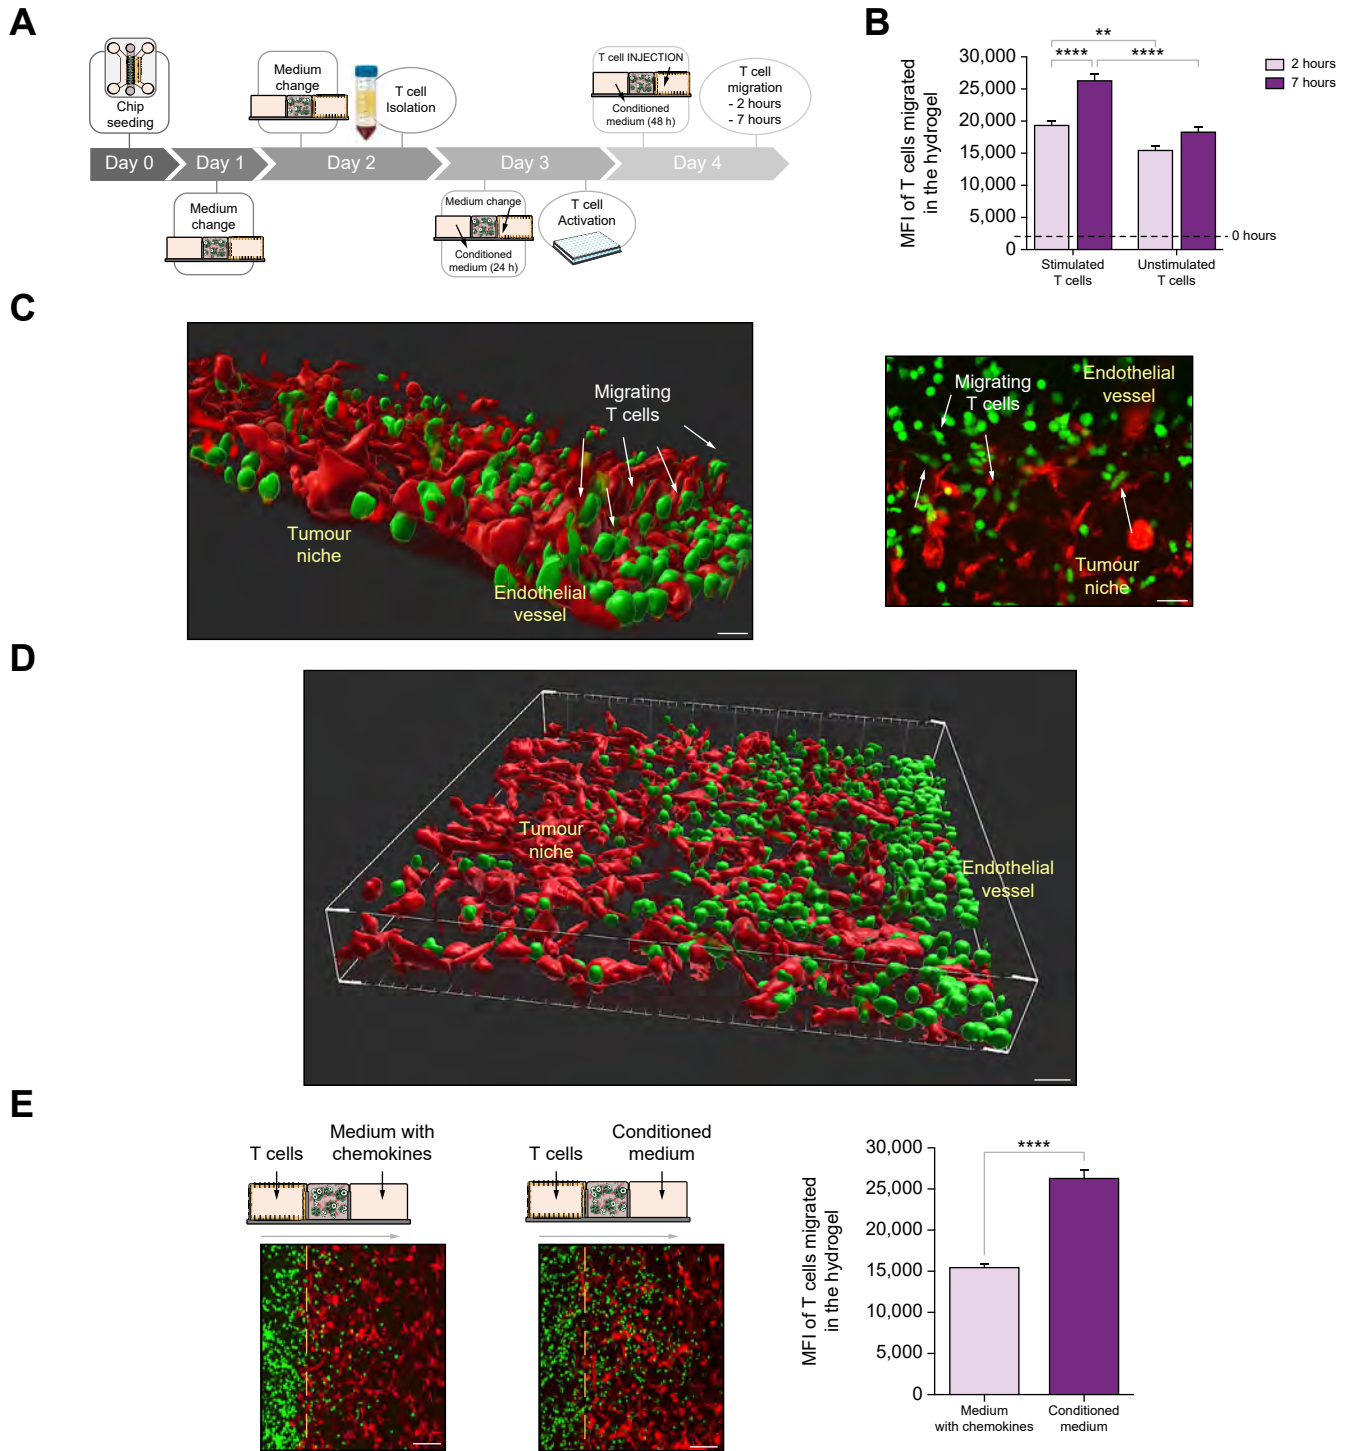 A
Chip
seeding
Medium
change
T cell
Isolation
T cell INJECTION
Conditioned
medium (48 h)
T cell
migration
- 2 hours
- 7 hours
Day 0
Day 1
Day 2
Day 3
Day 4
Medium
change
Medium change
Conditioned
medium (24 h)
T cell
Activation
B
MFI of T cells migrated
in the hydrogel
30,000
25,000
20,000
15,000
10,000
5,000
0
**
****
****
0 hours
Stimulated
T cells
Unstimulated
T cells
2 hours
7 hours
C
Migrating
T cells
Tumour
niche
Endothelial
vessel
Migrating
T cells
Endothelial
vessel
Tumour
niche
D
Tumour
niche
Endothelial
vessel
E
T cells
Medium with
chemokines
T cells
Conditioned
medium
MFI of T cells migrated
in the hydrogel
30,000
25,000
20,000
15,000
10,000
5,000
0
****
Medium
with chemokines
Conditioned
medium